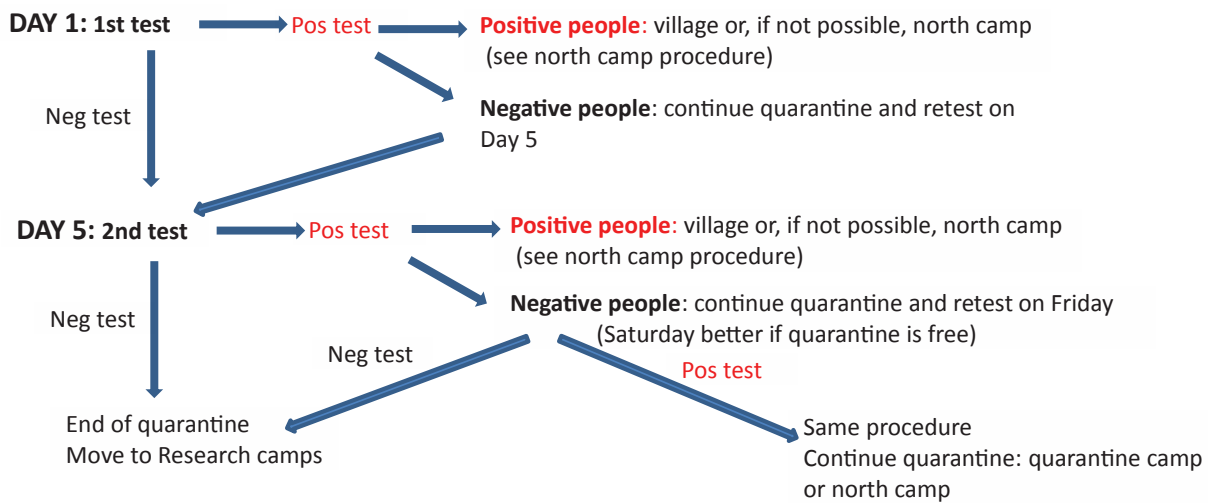 DAY 1: 1st test
Pos test
Positive people: village or, if not possible, north camp
(see north camp procedure)
Neg test
Negative people: continue quarantine and retest on
Day 5
DAY 5: 2nd test
Pos test
Positive people: village or, if not possible, north camp
(see north camp procedure)
Neg test
Negative people: continue quarantine and retest on Friday
(Saturday better if quarantine is free)
Neg test
Pos test
End of quarantine
Move to Research camps
Same procedure
Continue quarantine: quarantine camp
or north camp